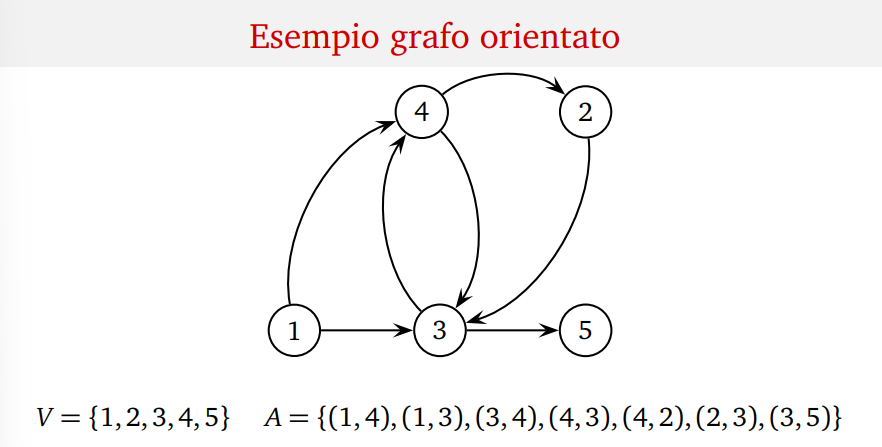 Esempio grafo orientato
4
2
1
3
5
V = {1, 2, 3, 4, 5} A = {(1, 4), (1, 3), (3, 4), (4, 3), (4, 2), (2, 3), (3, 5)}